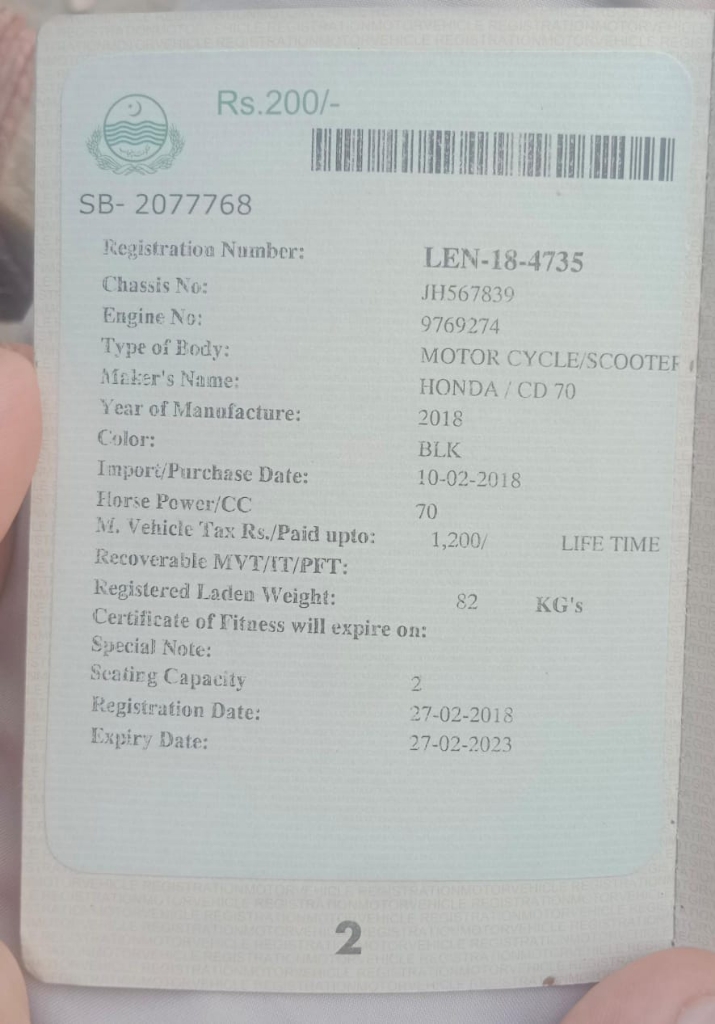 Rs.200/-
SB- 2077768
Registration Number: LEN-18-4735
Chassis No: JH567839
Engine No: 9769274
Type of Body: MOTOR CYCLE/SCOOTER
Maker's Name: HONDA / CD 70
Year of Manufacture: 2018
Color: BLK
Import/Purchase Date: 10-02-2018
Horse Power/CC 70
M. Vehicle Tax Rs./Paid upto: 1,200/ LIFE TIME
Recoverable MVT/IT/PFT:
Registered Laden Weight: 82 KG's
Certificate of Fitness will expire on:
Special Note:
Seating Capacity 2
Registration Date: 27-02-2018
Expiry Date: 27-02-2023
2